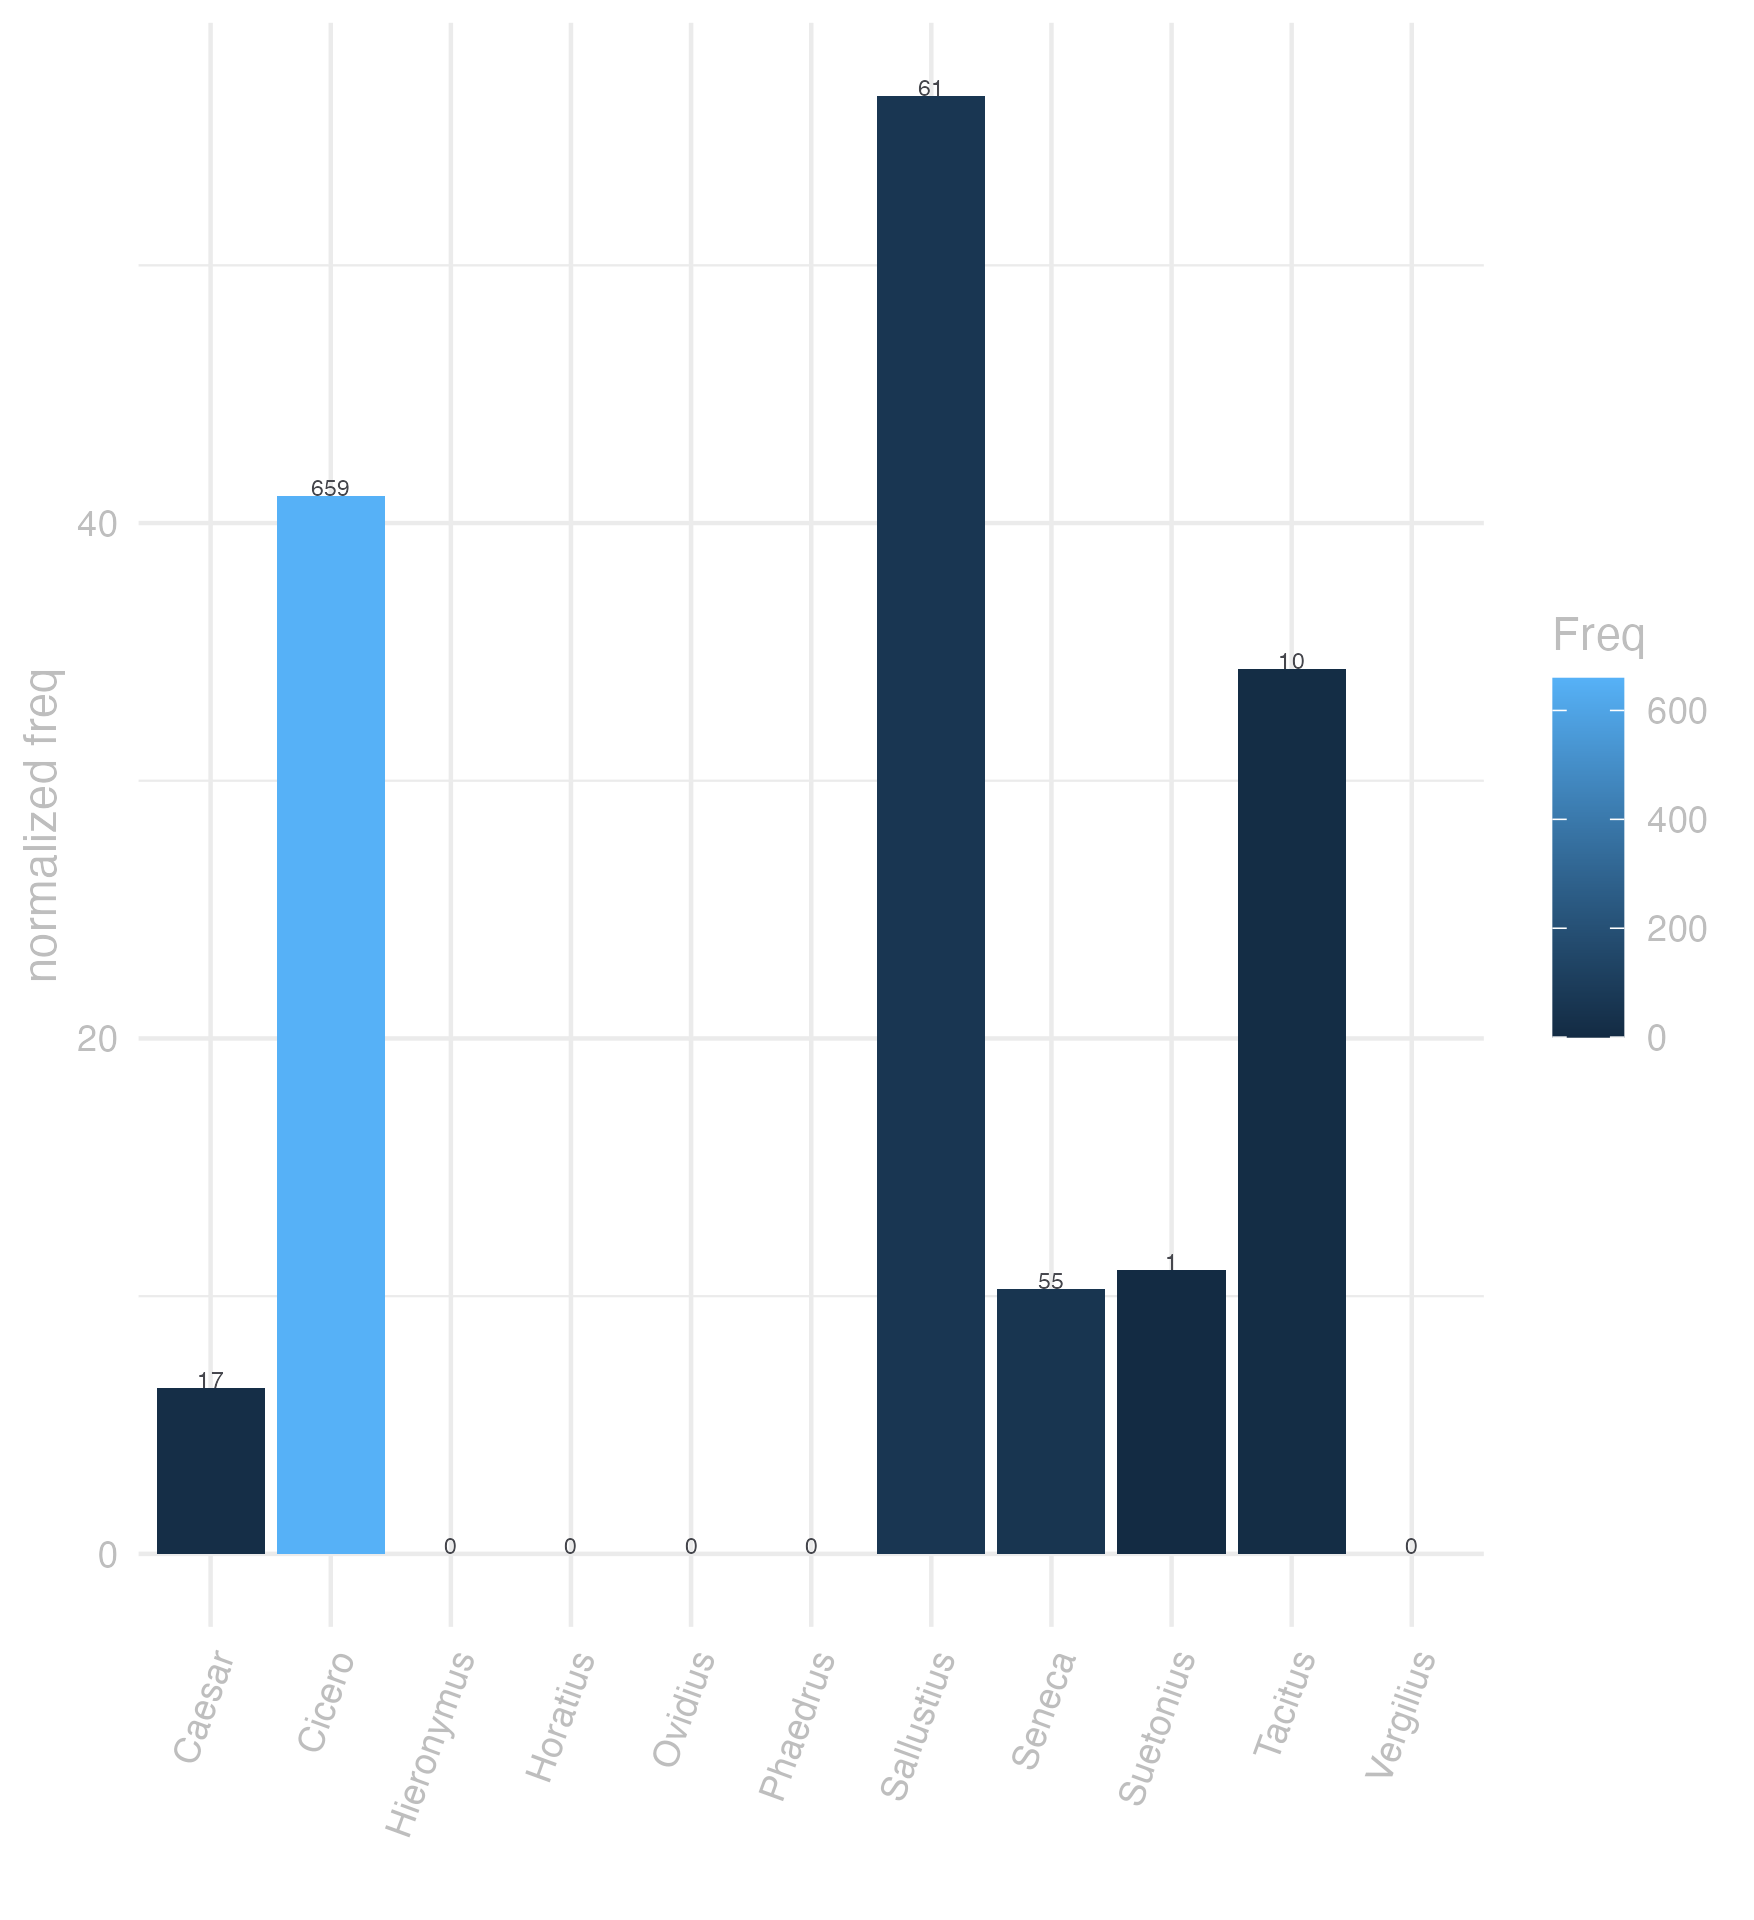 61
659
40
10
normalized freq
Freq
600
400
200
0
20
1
55
17
0
0
0
0
0
0
Caesar
Cicero
Hieronymus
Horatius
Ovidius
Phaedrus
Sallustius
Seneca
Suetonius
Tacitus
Vergilius